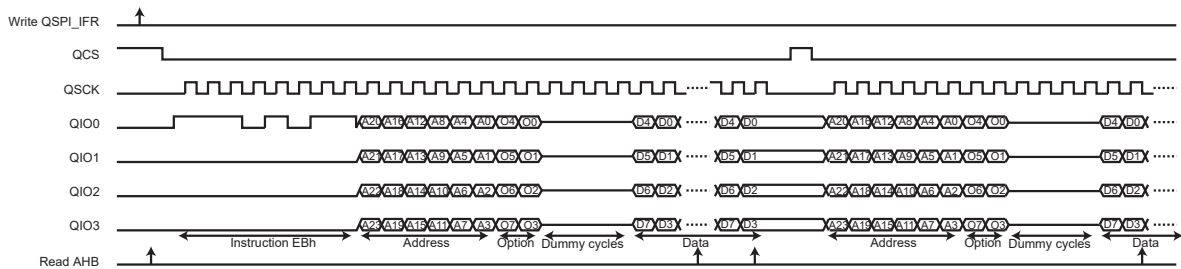 Write QSPI_IFR
QCS
QSCK
QIO0 A20 A16 A12 A8 A4 A0 O4 O0 D4 D0 D4 D0 A20 A16 A12 A8 A4 A0 O4 O0 D4 D0
QIO1 A21 A17 A13 A9 A5 A1 O5 O1 D5 D1 D5 D1 A21 A17 A13 A9 A5 A1 O5 O1 D5 D1
QIO2 A22 A18 A14 A10 A6 A2 O6 O2 D6 D2 D6 D2 A22 A18 A14 A10 A6 A2 O6 O2 D6 D2
QIO3 A23 A19 A15 A11 A7 A3 O7 O3 D7 D3 D7 D3 A23 A19 A15 A11 A7 A3 O7 O3 D7 D3
Instruction EBh Address Option Dummy cycles Data Address Option Dummy cycles Data
Read AHB